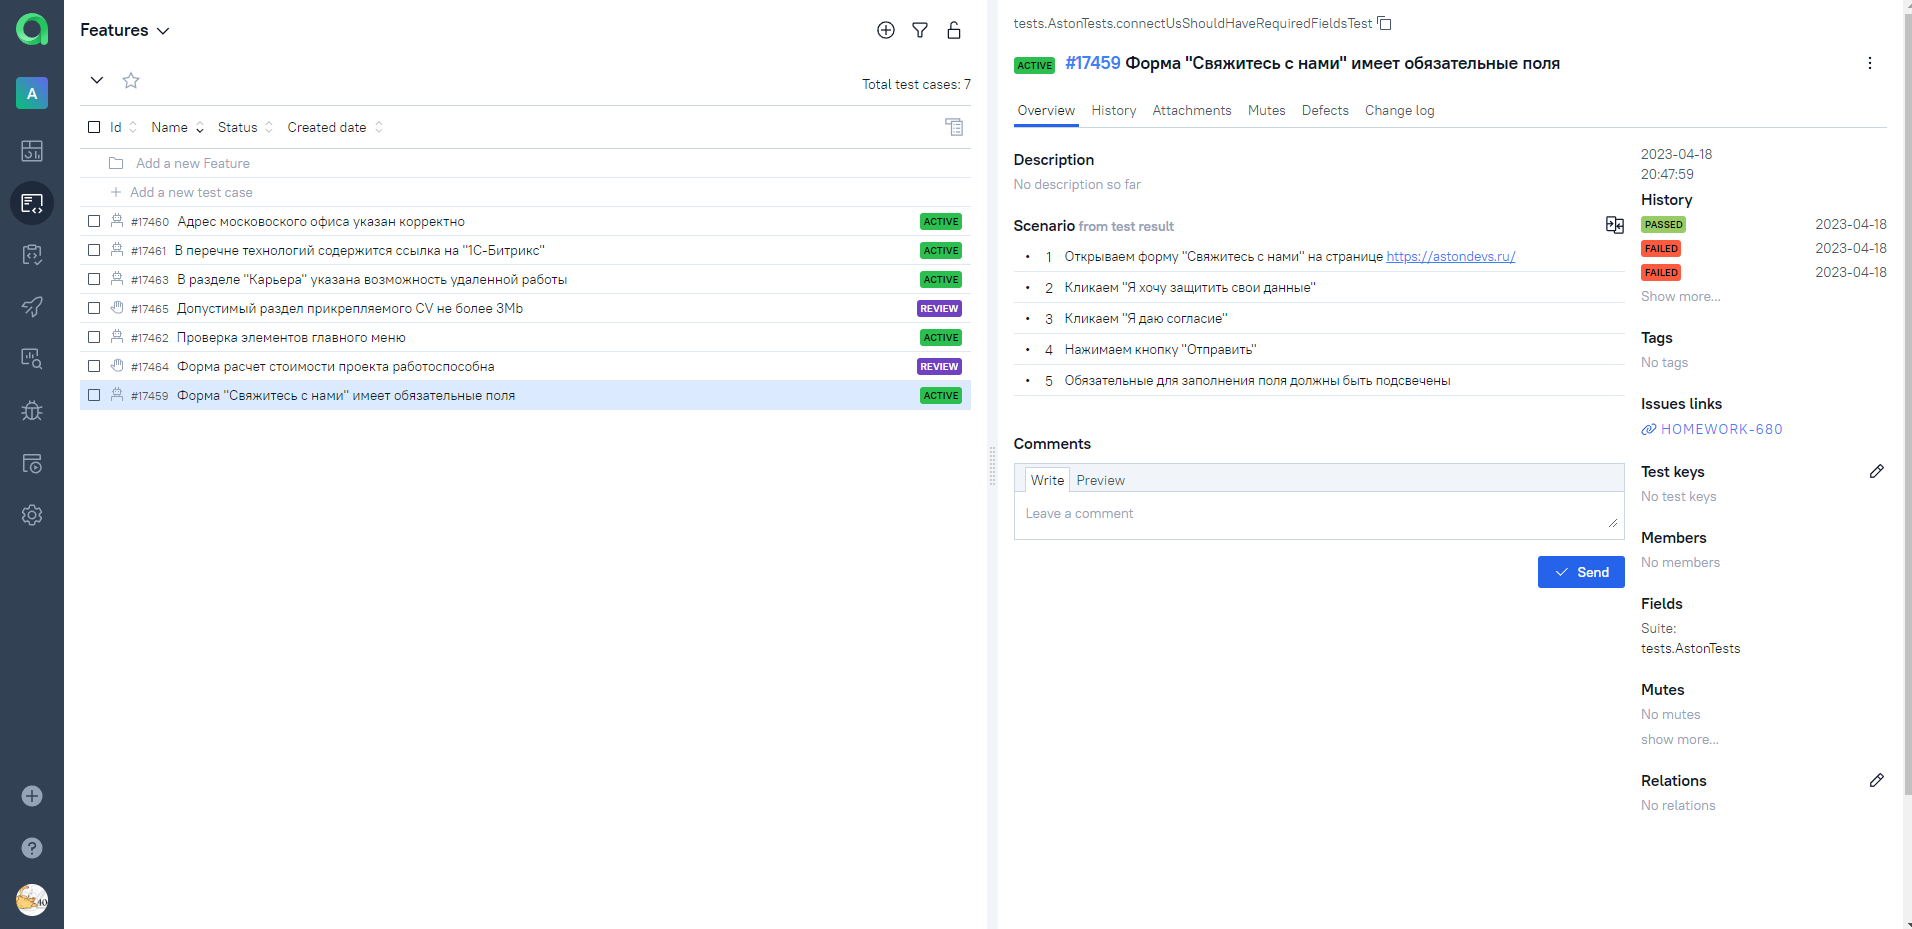 Features
Total test cases: 7
Id Name Status Created date
Add a new Feature
Add a new test case
#17460 Адрес московоского офиса указан корректно ACTIVE
#17461 В перечне технологий содержится ссылка на "1С-Битрикс" ACTIVE
#17463 В разделе "Карьера" указана возможность удаленной работы ACTIVE
#17465 Допустимый раздел прикрепляемого CV не более 3Mb REVIEW
#17462 Проверка элементов главного меню ACTIVE
#17464 Форма расчет стоимости проекта работоспособна REVIEW
#17459 Форма "Свяжитесь с нами" имеет обязательные поля ACTIVE
A
tests.AstonTests.connectUsShouldHaveRequiredFieldsTest
ACTIVE #17459 Форма "Свяжитесь с нами" имеет обязательные поля
Overview History Attachments Mutes Defects Change log
Description
No description so far
Scenario from test result
• 1 Открываем форму "Свяжитесь с нами" на странице https://astondevs.ru/
• 2 Кликаем "Я хочу защитить свои данные"
• 3 Кликаем "Я даю согласие"
• 4 Нажимаем кнопку "Отправить"
• 5 Обязательные для заполнения поля должны быть подсвечены
Comments
Write Preview
Leave a comment
Send
2023-04-18
20:47:59
History
PASSED 2023-04-18
FAILED 2023-04-18
FAILED 2023-04-18
Show more...
Tags
No tags
Issues links
HOMEWORK-680
Test keys
No test keys
Members
No members
Fields
Suite:
tests.AstonTests
Mutes
No mutes
show more...
Relations
No relations